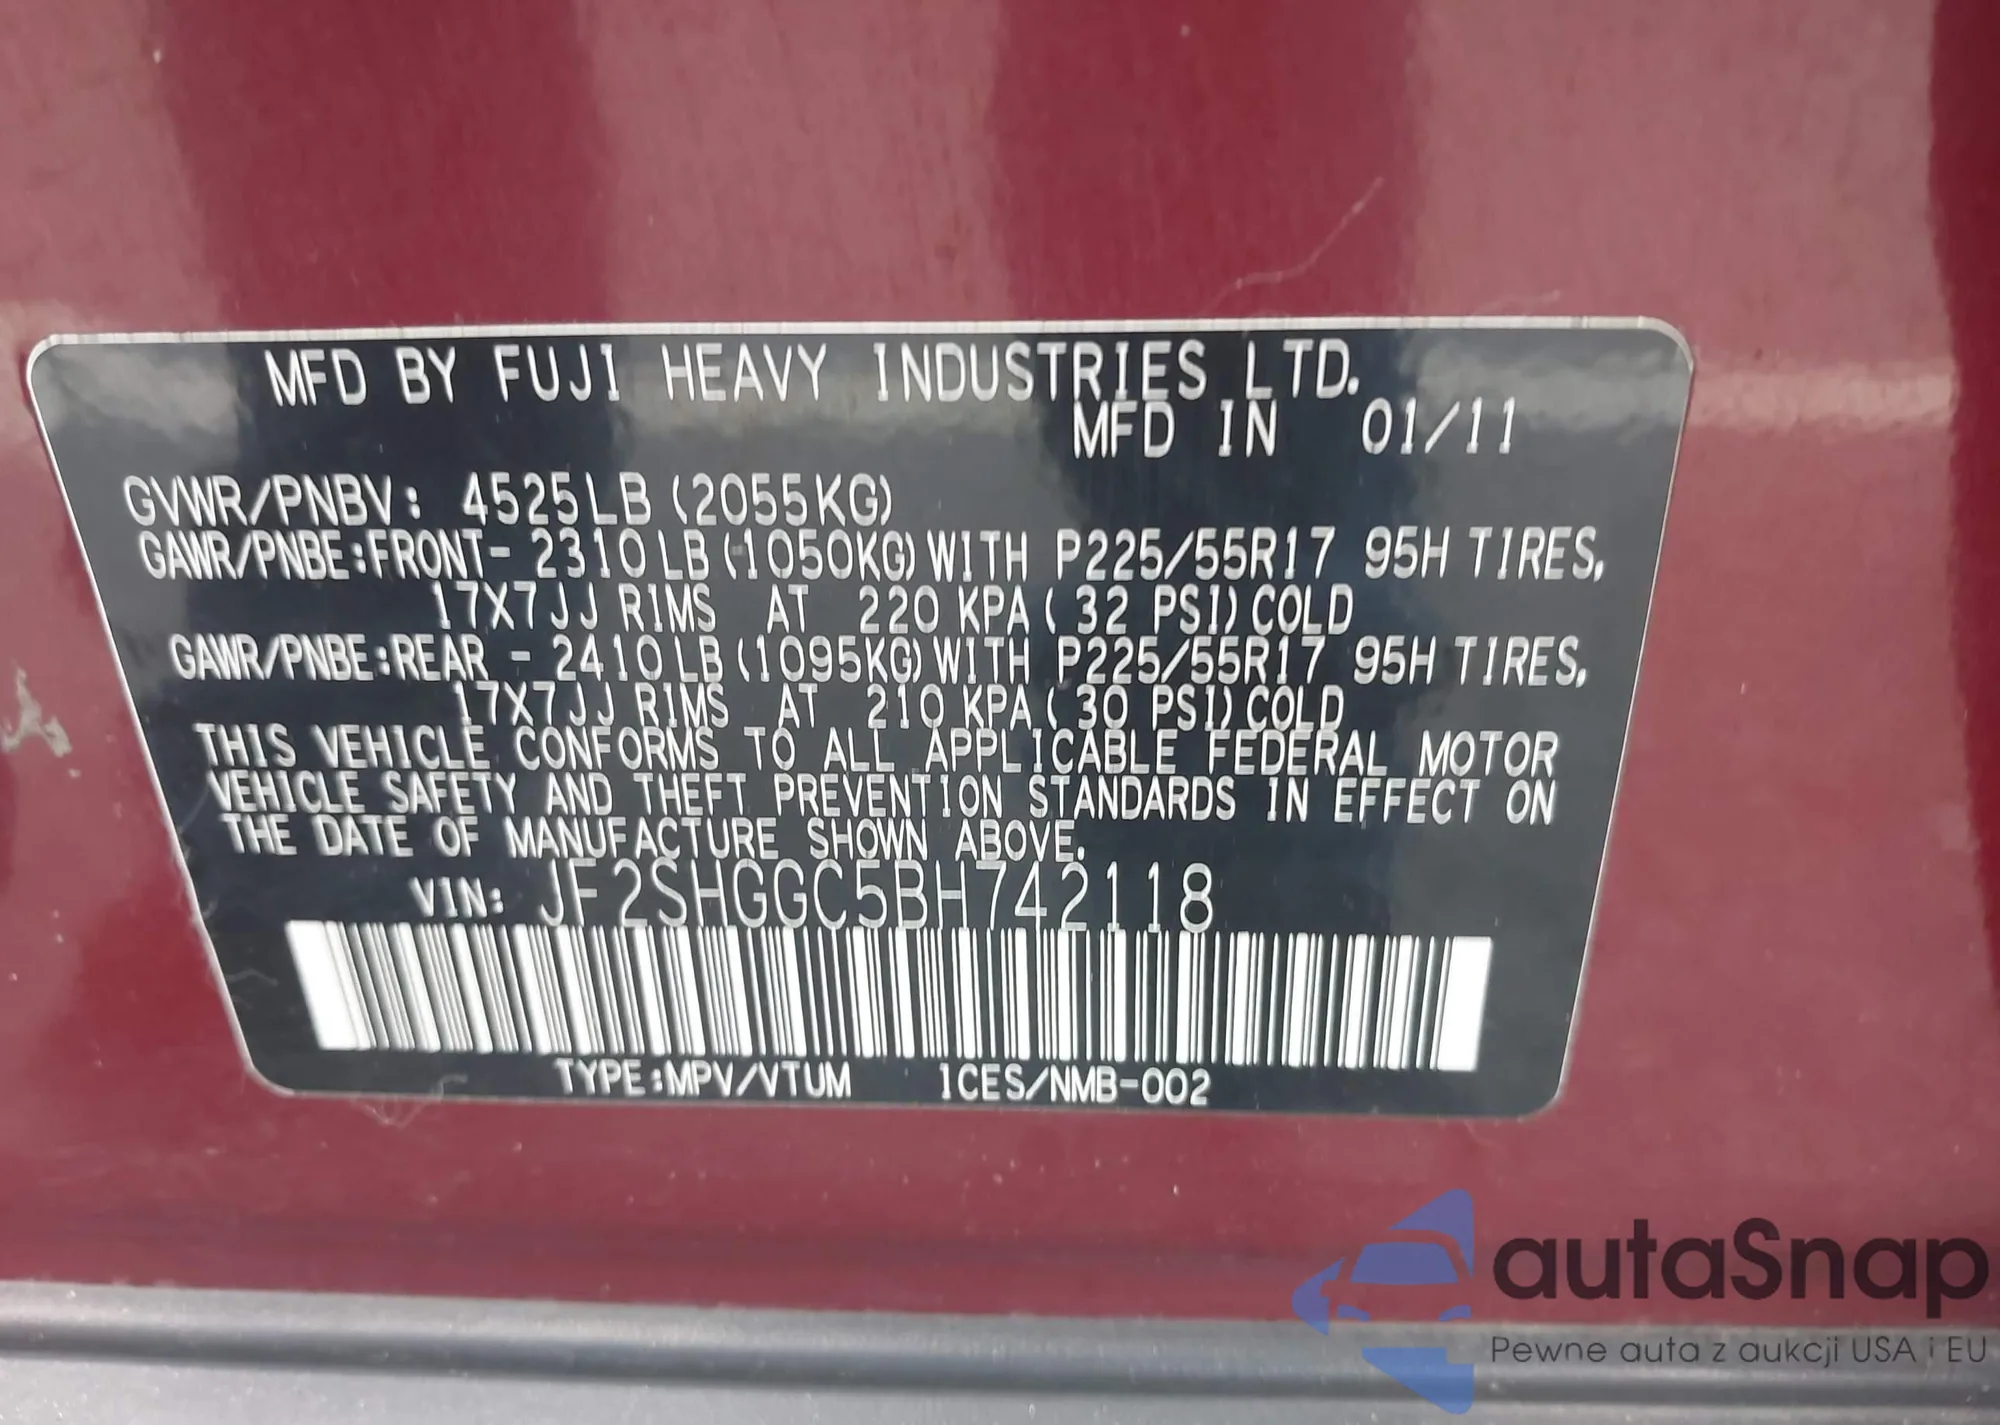 MFD BY FUJI HEAVY INDUSTRIES LTD.
MFD IN 01/11
GVWR/PNBV: 4525LB (2055KG)
GAWR/PNBE:FRONT- 2310LB (1050KG) WITH P225/55R17 95H TIRES,
17X7JJ RIMS AT 220 KPA( 32 PSI) COLD
GAWR/PNBE:REAR - 2410LB (1095KG) WITH P225/55R17 95H TIRES,
17X7JJ RIMS AT 210 KPA( 30 PSI) COLD
THIS VEHICLE CONFORMS TO ALL APPLICABLE FEDERAL MOTOR
VEHICLE SAFETY AND THEFT PREVENTION STANDARDS IN EFFECT ON
THE DATE OF MANUFACTURE SHOWN ABOVE.
VIN: JF2SHGGC5BH742118
TYPE:MPV/VTUM ICES/NMB-002
autaSnap
Pewne auta z aukcji USA i EU